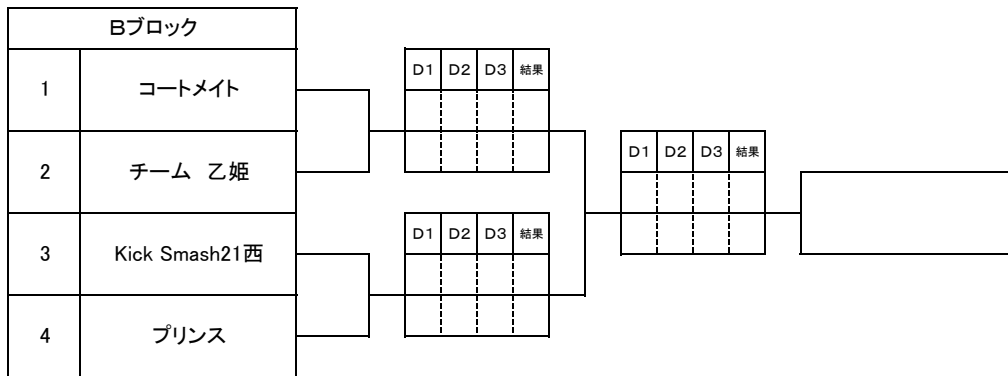 Bブロック
1 コートメイト
D1 D2 D3 結果
2 チーム 乙姫
D1 D2 D3 結果
3 Kick Smash21西
D1 D2 D3 結果
4 プリンス